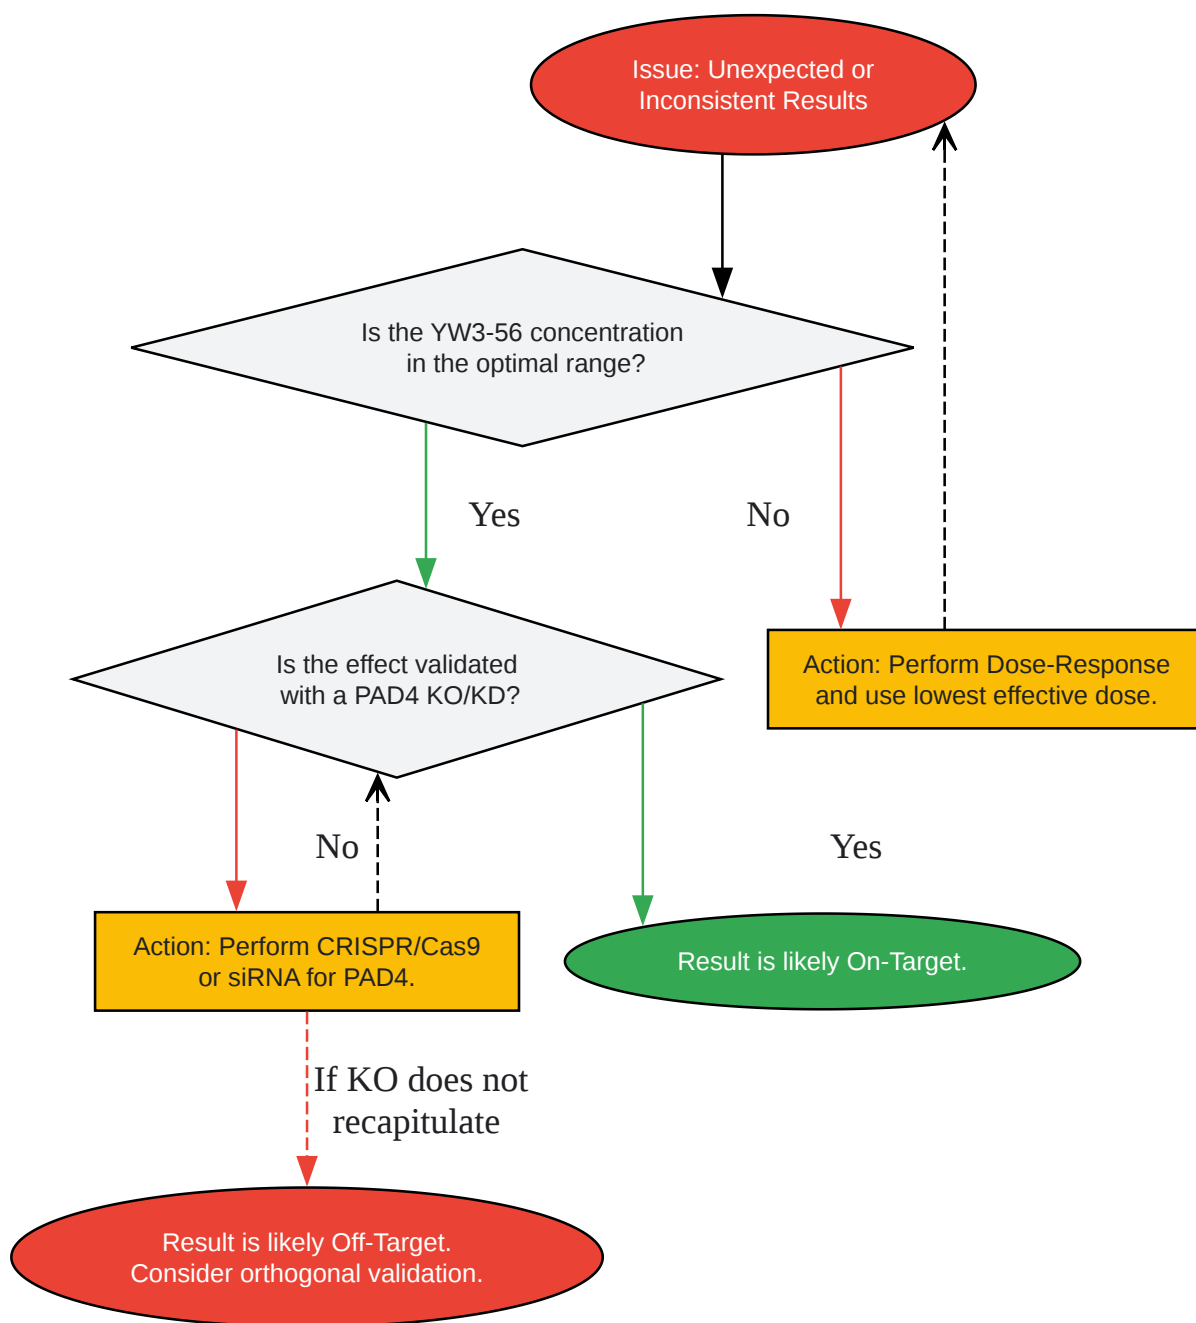 Issue: Unexpected or
Inconsistent Results
Is the YW3-56 concentration
in the optimal range?
Yes
No
Is the effect validated
with a PAD4 KO/KD?
Action: Perform Dose-Response
and use lowest effective dose.
No
Yes
Action: Perform CRISPR/Cas9
or siRNA for PAD4.
Result is likely On-Target.
If KO does not
recapitulate
Result is likely Off-Target.
Consider orthogonal validation.